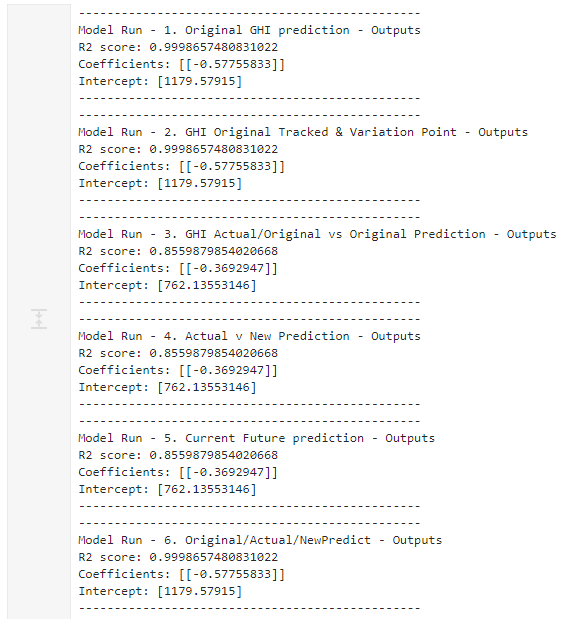 ------------------------------------------------
Model Run - 1. Original GHI prediction - Outputs
R2 score: 0.9998657480831022
Coefficients: [[-0.57755833]]
Intercept: [1179.57915]
------------------------------------------------
------------------------------------------------
Model Run - 2. GHI Original Tracked & Variation Point - Outputs
R2 score: 0.9998657480831022
Coefficients: [[-0.57755833]]
Intercept: [1179.57915]
------------------------------------------------
------------------------------------------------
Model Run - 3. GHI Actual/Original vs Original Prediction - Outputs
R2 score: 0.8559879854020668
Coefficients: [[-0.3692947]]
Intercept: [762.13553146]
------------------------------------------------
------------------------------------------------
Model Run - 4. Actual v New Prediction - Outputs
R2 score: 0.8559879854020668
Coefficients: [[-0.3692947]]
Intercept: [762.13553146]
------------------------------------------------
------------------------------------------------
Model Run - 5. Current Future prediction - Outputs
R2 score: 0.8559879854020668
Coefficients: [[-0.3692947]]
Intercept: [762.13553146]
------------------------------------------------
------------------------------------------------
Model Run - 6. Original/Actual/NewPredict - Outputs
R2 score: 0.9998657480831022
Coefficients: [[-0.57755833]]
Intercept: [1179.57915]
------------------------------------------------